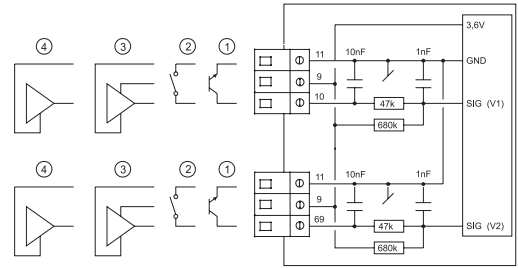 3,6V
④ ③ ② ① 11 10nF 1nF GND
9
10 47k SIG (V1)
680k
④ ③ ② ① 11 10nF 1nF
9
69 47k SIG (V2)
680k